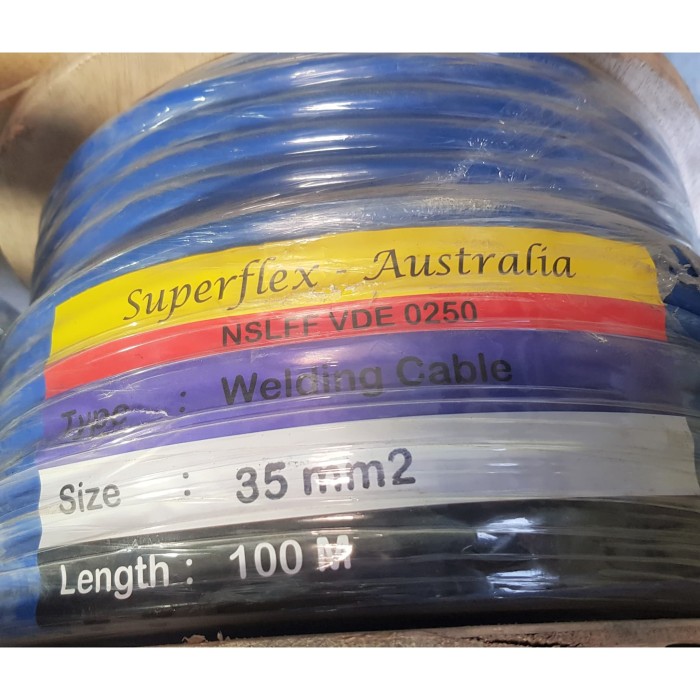 Superflex - Australia
NSLFF VDE 0250
Type : Welding Cable
Size : 35 mm2
Length : 100 M